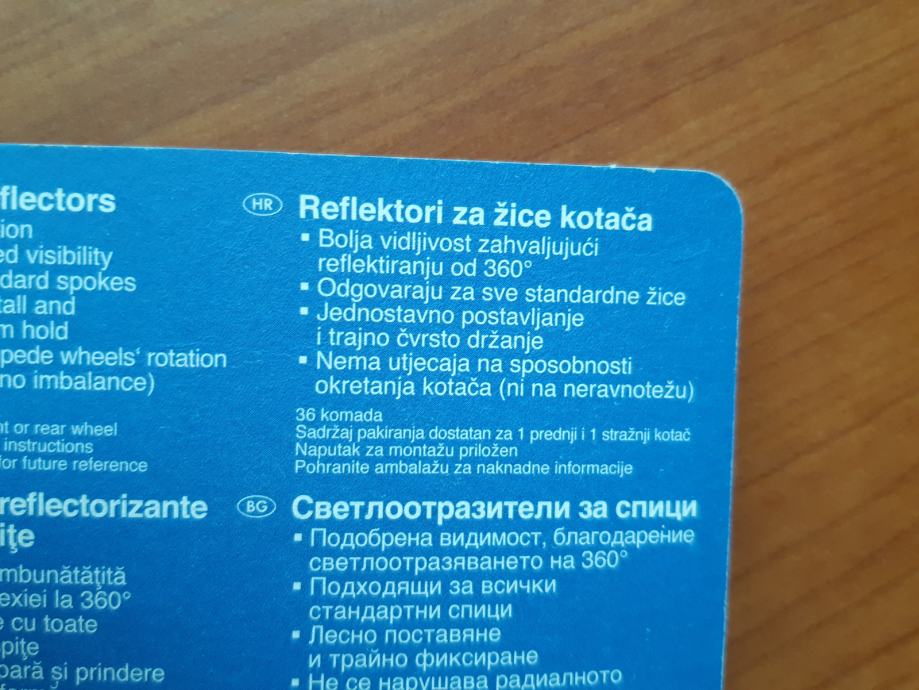 flectors
ion
ed visibility
dard spokes
tall and
m hold
pede wheels‘ rotation
no imbalance)
nt or rear wheel
instructions
for future reference
HR
Reflektori za žice kotača
▪ Bolja vidljivost zahvaljujući
reflektiranju od 360°
▪ Odgovaraju za sve standardne žice
▪ Jednostavno postavljanje
i trajno čvrsto držanje
▪ Nema utjecaja na sposobnosti
okretanja kotača (ni na neravnotežu)
36 komada
Sadržaj pakiranja dostatan za 1 prednji i 1 stražnji kotač
Naputak za montažu priložen
Pohranite ambalažu za naknadne informacije
reflectorizante
iţe
mbunătăţită
exiei la 360°
e cu toate
piţe
oară şi prindere
BG
Светлоотразители за спици
▪ Подобрена видимост, благодарение
светлоотразяването на 360°
▪ Подходящи за всички
стандартни спици
▪ Лесно поставяне
и трайно фиксиране
▪ Не се нарушава радиалното